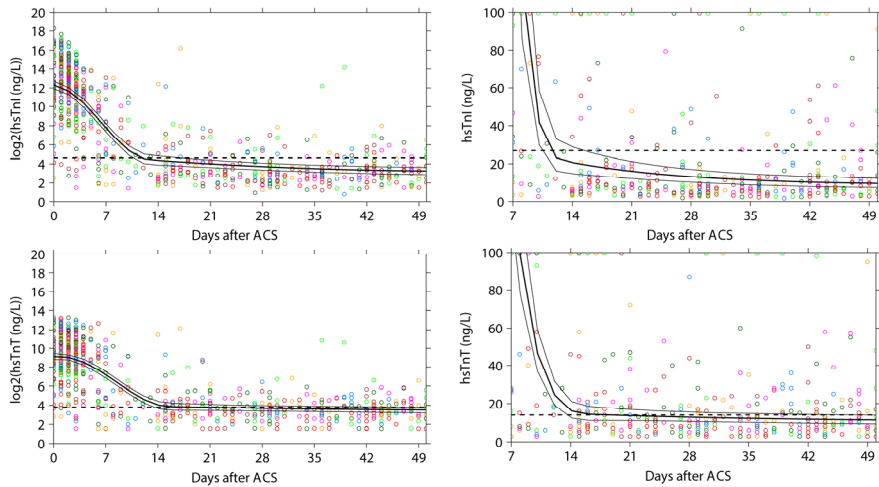 log2(hsTnI (ng/L))
20
18
16
14
12
10
8
6
4
2
0
0 7 14 21 28 35 42 49
Days after ACS
hsTnI (ng/L)
100
80
60
40
20
0
7 14 21 28 35 42 49
Days after ACS
log2(hsTnT (ng/L))
20
18
16
14
12
10
8
6
4
2
0
0 7 14 21 28 35 42 49
Days after ACS
hsTnT (ng/L)
100
80
60
40
20
0
7 14 21 28 35 42 49
Days after ACS